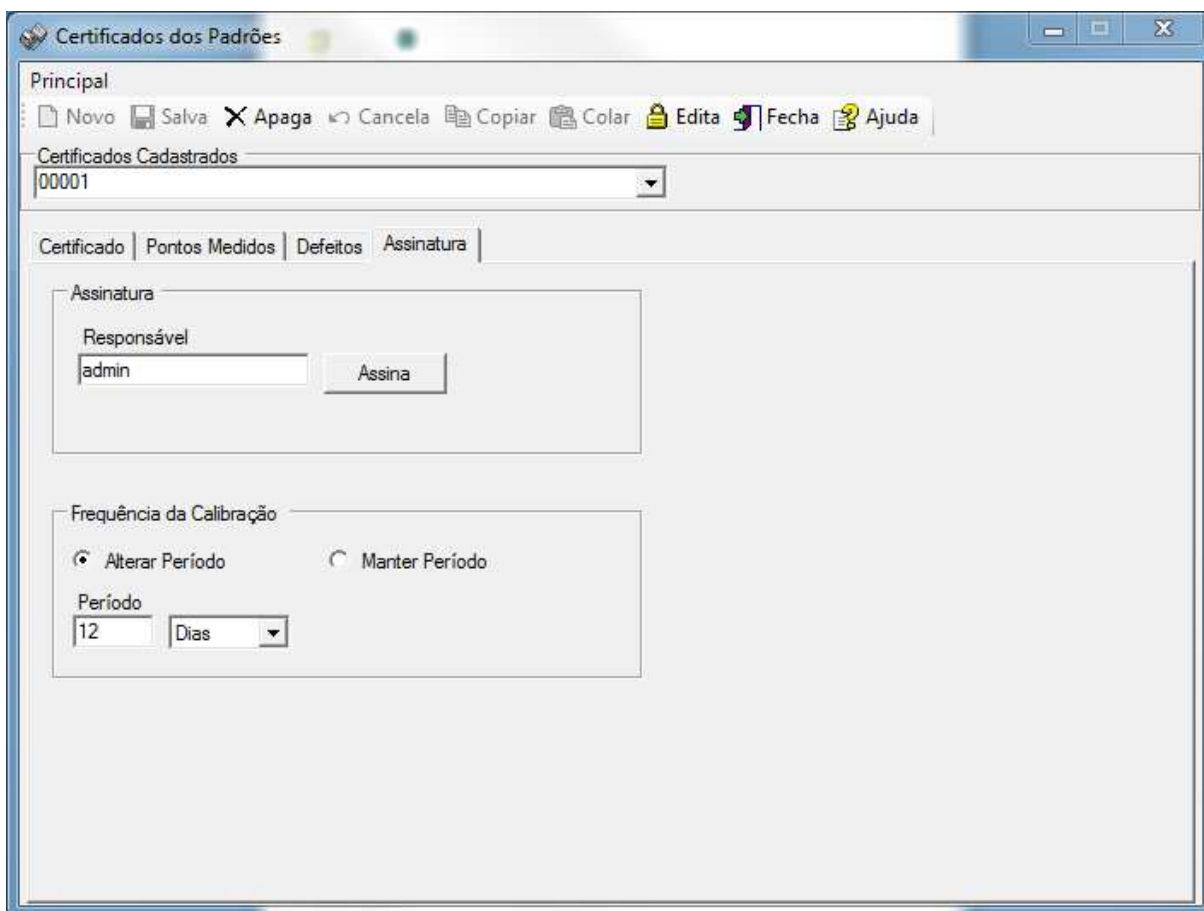 Certificados dos Padrões
Principal
Novo Salva Apaga Cancela Copiar Colar Edita Fecha Ajuda
Certificados Cadastrados
00001
Certificado Pontos Medidos Defeitos Assinatura
Assinatura
Responsável
admin Assina
Frequência da Calibração
Alterar Período Manter Período
Período
12 Dias